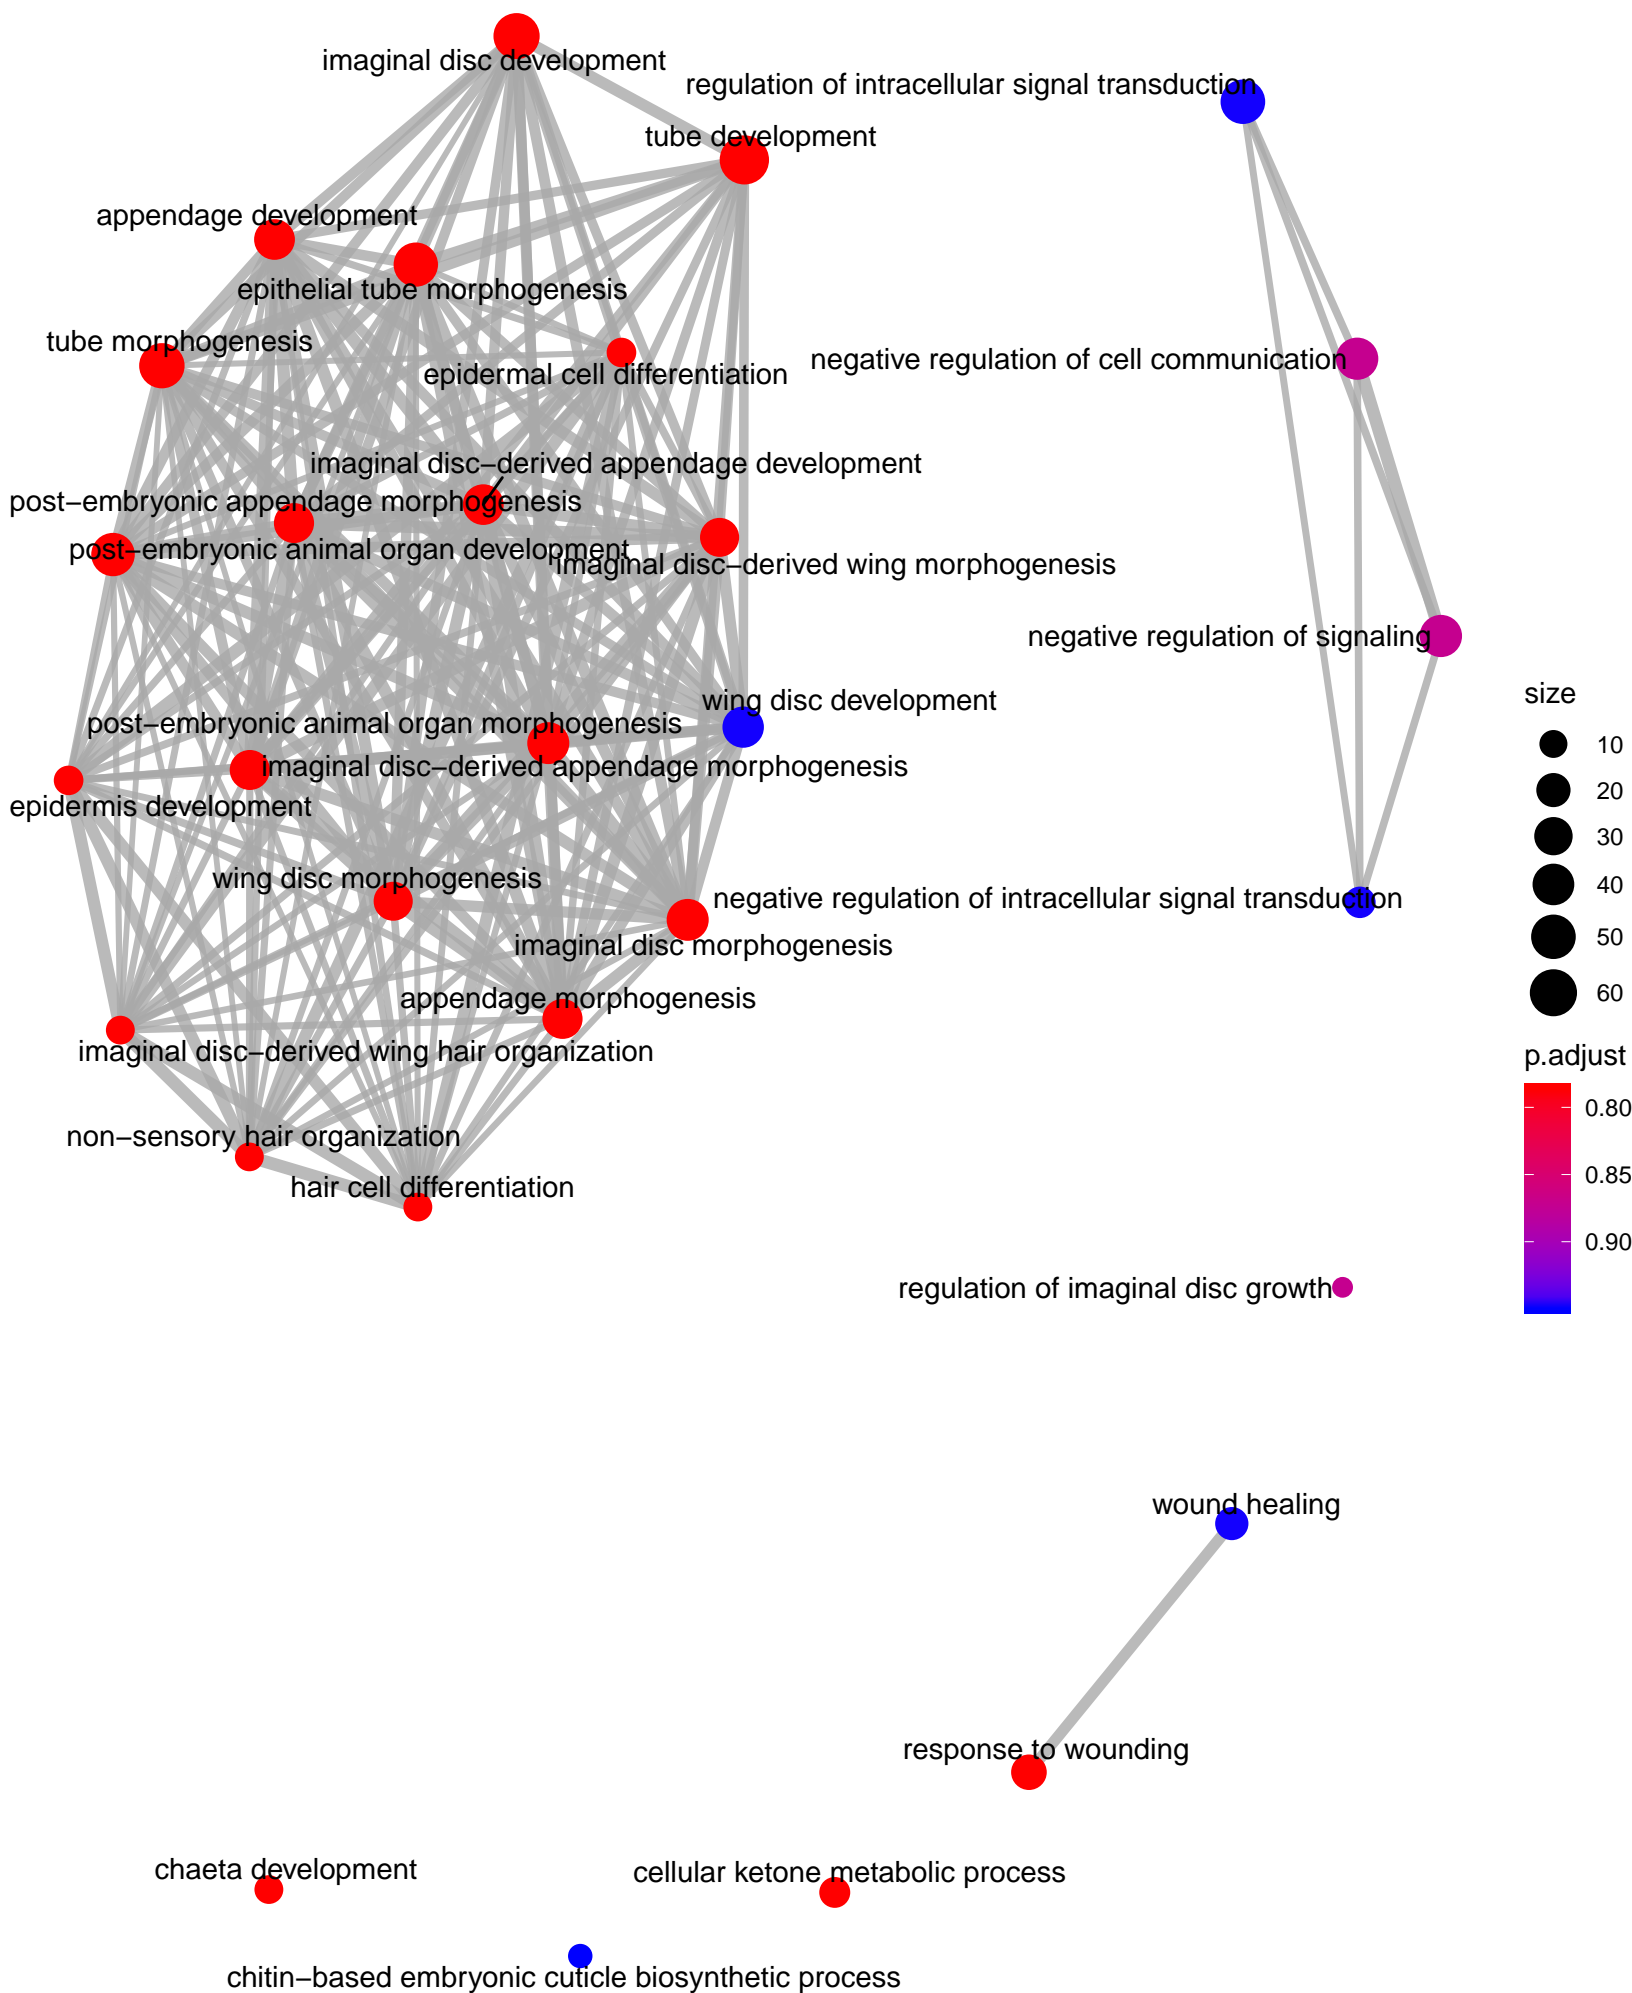 imaginal disc development
regulation of intracellular signal transduction
tube development
appendage development
epithelial tube morphogenesis
tube morphogenesis
negative regulation of cell communication
epidermal cell differentiation
imaginal disc−derived appendage development
post−embryonic appendage morphogenesis
post−embryonic animal organ development
imaginal disc−derived wing morphogenesis
negative regulation of signaling
wing disc development
post−embryonic animal organ morphogenesis
imaginal disc−derived appendage morphogenesis
epidermis development
wing disc morphogenesis
negative regulation of intracellular signal transduction
imaginal disc morphogenesis
appendage morphogenesis
imaginal disc−derived wing hair organization
non−sensory hair organization
hair cell differentiation
regulation of imaginal disc growth
wound healing
response to wounding
chaeta development
cellular ketone metabolic process
chitin−based embryonic cuticle biosynthetic process
size
10
20
30
40
50
60
p.adjust
0.80
0.85
0.90